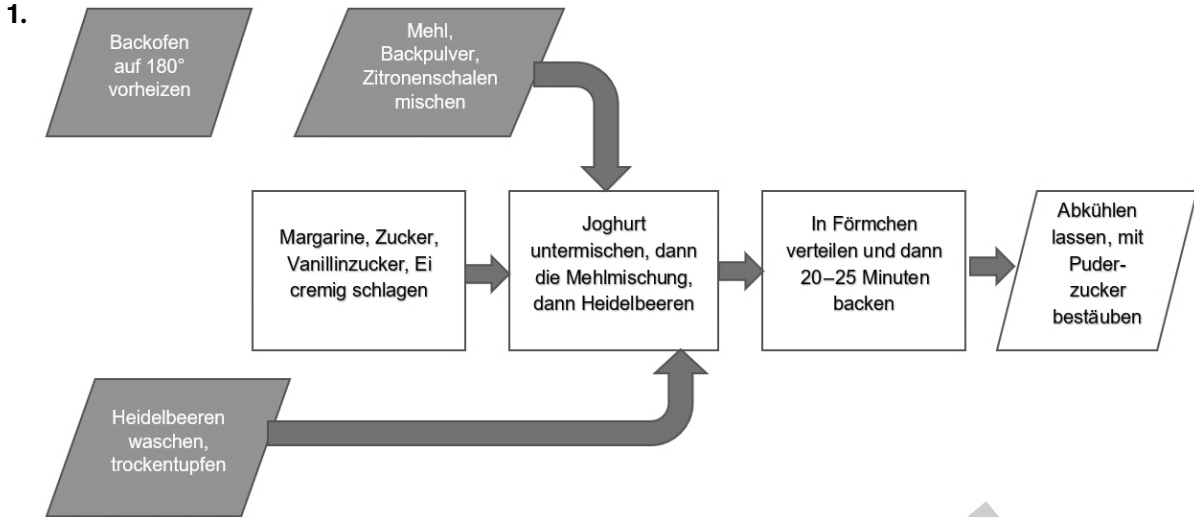 1.
Backofen
auf 180°
vorheizen
Mehl,
Backpulver,
Zitronenschalen
mischen
Margarine, Zucker,
Vanillinzucker, Ei
cremig schlagen
Joghurt
untermischen, dann
die Mehlmischung,
dann Heidelbeeren
In Förmchen
verteilen und dann
20–25 Minuten
backen
Abkühlen
lassen, mit
Puder-
zucker
bestäuben
Heidelbeeren
waschen,
trockentupfen